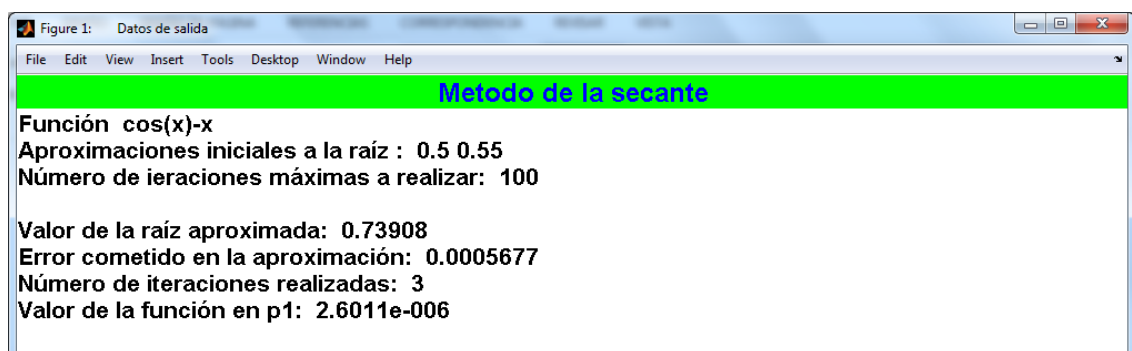 Figure 1: Datos de salida
File Edit View Insert Tools Desktop Window Help
Metodo de la secante
Función cos(x)-x
Aproximaciones iniciales a la raíz : 0.5 0.55
Número de ieraciones máximas a realizar: 100
Valor de la raíz aproximada: 0.73908
Error cometido en la aproximación: 0.0005677
Número de iteraciones realizadas: 3
Valor de la función en p1: 2.6011e-006